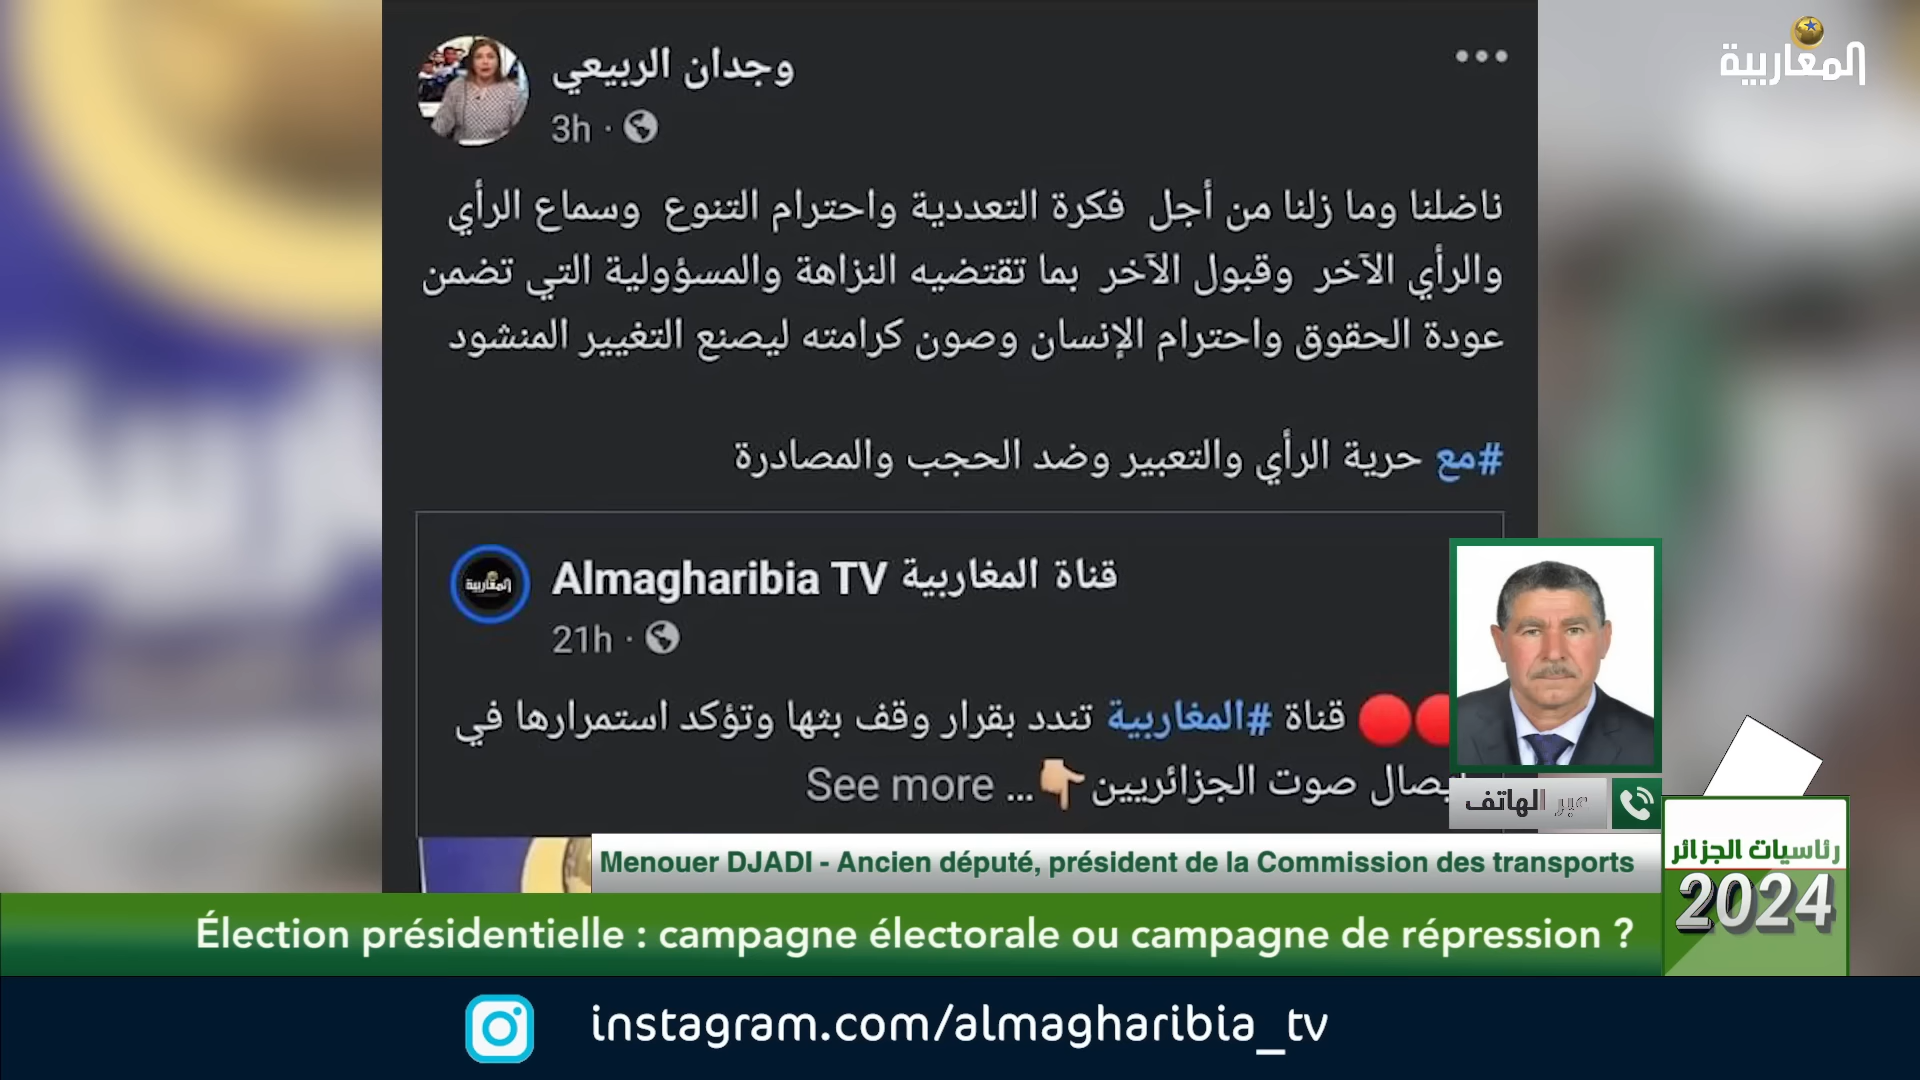 المغاربية
وجدان الربيعي
3h
ناضلنا وما زلنا من أجل فكرة التعددية واحترام التنوع وسماع الرأي
والرأي الآخر وقبول الآخر بما تقتضيه النزاهة والمسؤولية التي تضمن
عودة الحقوق واحترام الإنسان وصون كرامته ليصنع التغيير المنشود
#مع حرية الرأي والتعبير وضد الحجب والمصادرة
المغاربية
Almagharibia TV قناة المغاربية
21h
قناة #المغاربية تندد بقرار وقف بثها وتؤكد استمرارها في
صوت الجزائريين ... See more
عبر الهاتف
Menouer DJADI - Ancien député, président de la Commission des transports
رئاسيات الجزائر
2024
Élection présidentielle : campagne électorale ou campagne de répression ?
instagram.com/almagharibia_tv